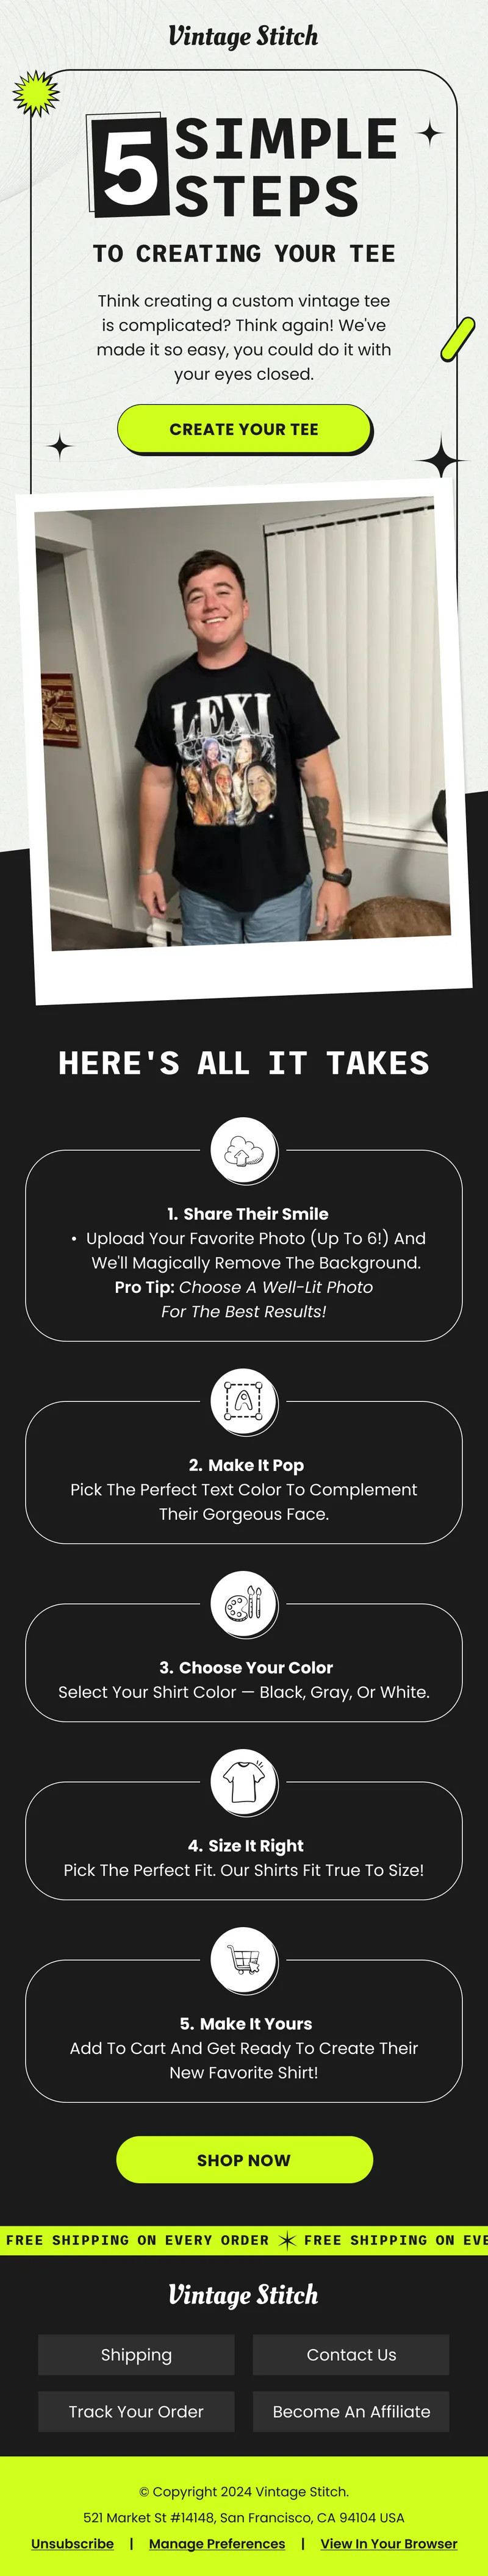 Vintage Stitch
5 SIMPLE
STEPS
TO CREATING YOUR TEE
Think creating a custom vintage tee
is complicated? Think again! We've
made it so easy, you could do it with
your eyes closed.
CREATE YOUR TEE
LEXI
HERE'S ALL IT TAKES
1. Share Their Smile
• Upload Your Favorite Photo (Up To 6!) And
We'll Magically Remove The Background.
Pro Tip: Choose A Well-Lit Photo
For The Best Results!
A
2. Make It Pop
Pick The Perfect Text Color To Complement
Their Gorgeous Face.
3. Choose Your Color
Select Your Shirt Color — Black, Gray, Or White.
4. Size It Right
Pick The Perfect Fit. Our Shirts Fit True To Size!
5. Make It Yours
Add To Cart And Get Ready To Create Their
New Favorite Shirt!
SHOP NOW
FREE SHIPPING ON EVERY ORDER FREE SHIPPING ON EVE
Vintage Stitch
Shipping
Contact Us
Track Your Order
Become An Affiliate
© Copyright 2024 Vintage Stitch.
521 Market St #14148, San Francisco, CA 94104 USA
Unsubscribe | Manage Preferences | View In Your Browser